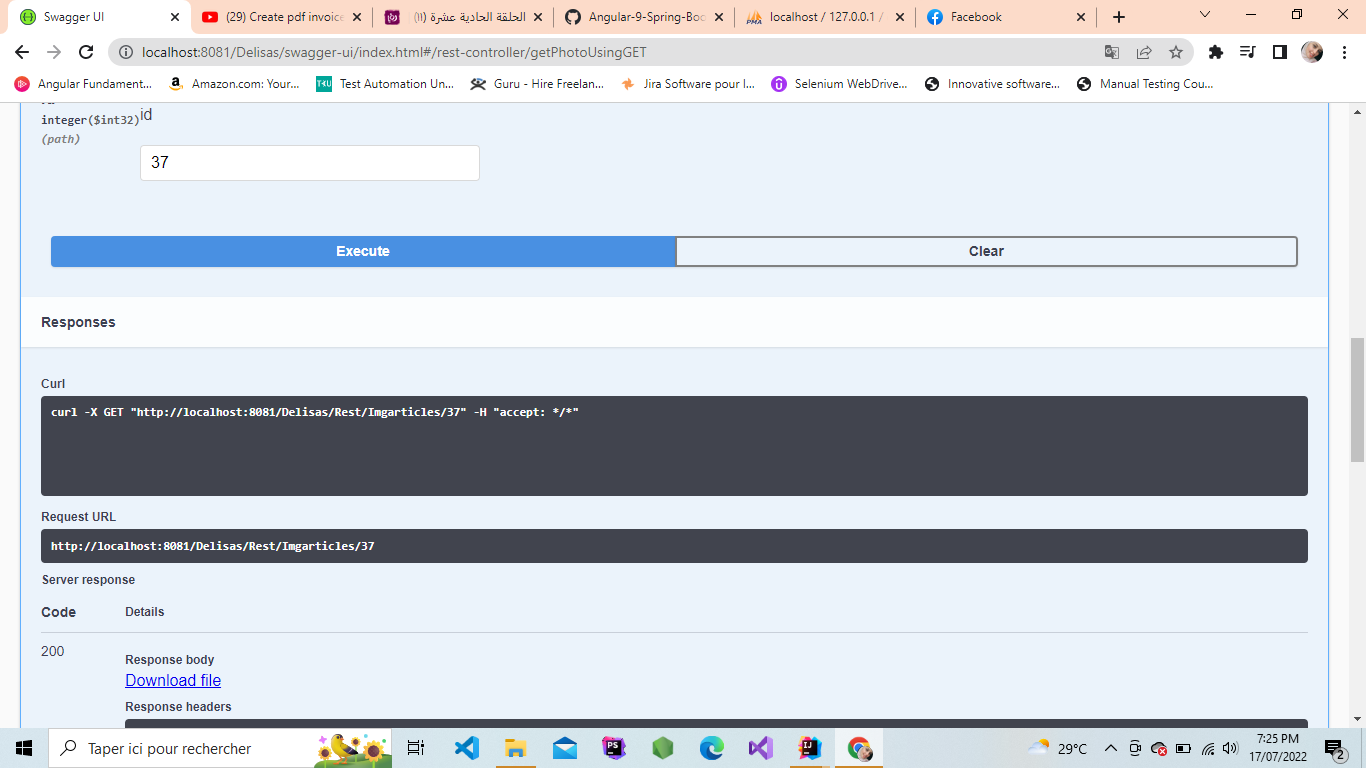 Swagger UI
(29) Create pdf invoice
الحلقة الحادية عشرة (11)
Angular-9-Spring-Boo
localhost / 127.0.0.1 /
Facebook
localhost:8081/Delisas/swagger-ui/index.html#/rest-controller/getPhotoUsingGET
Angular Fundament...
Amazon.com: Your...
TKU
Test Automation Un...
Guru - Hire Freelan...
Jira Software pour l...
Selenium WebDrive...
Innovative software...
Manual Testing Cou...
integer($int32)
id
(path)
37
Execute
Clear
Responses
Curl
curl -X GET "http://localhost:8081/Delisas/Rest/Imgarticles/37" -H "accept: */*"
Request URL
http://localhost:8081/Delisas/Rest/Imgarticles/37
Server response
Code
Details
200
Response body
Download file
Response headers
Taper ici pour rechercher
29°C
7:25 PM
17/07/2022
2